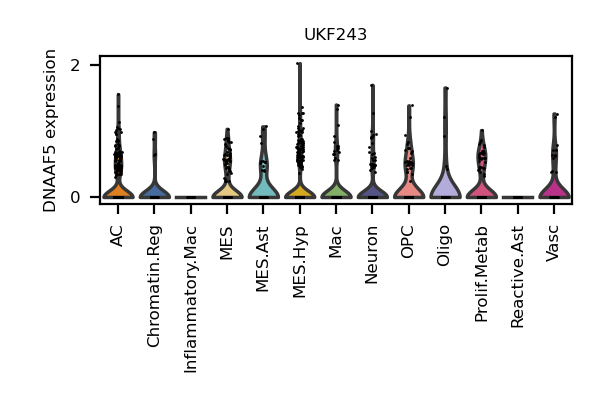 UKF243
DNAAF5 expression
2
0
AC
Chromatin.Reg
Inflammatory.Mac
MES
MES.Ast
MES.Hyp
Mac
Neuron
OPC
Oligo
Prolif.Metab
Reactive.Ast
Vasc